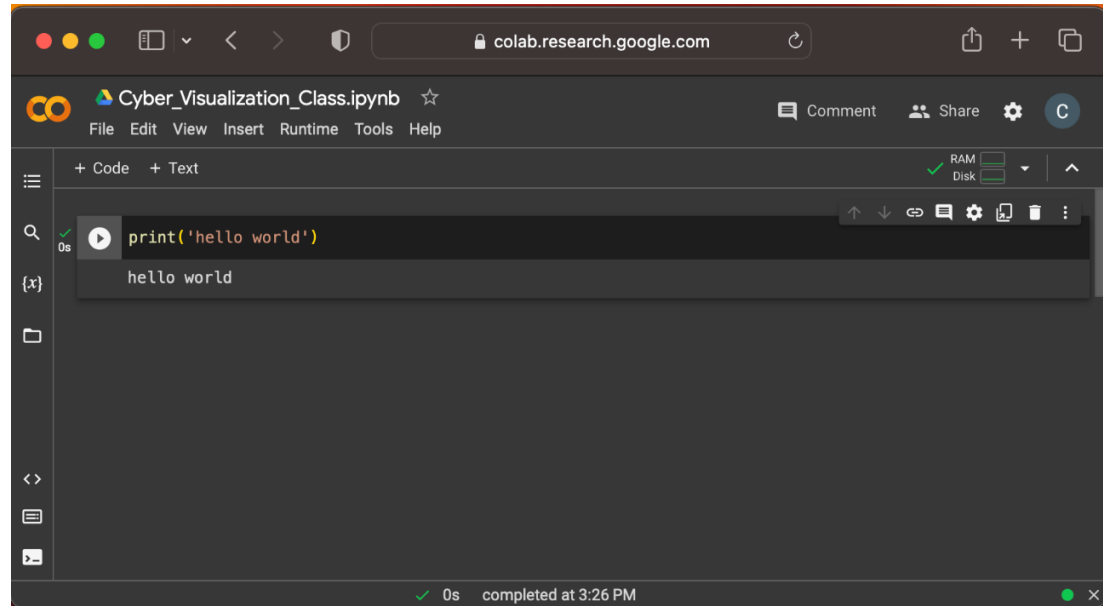 colab.research.google.com
Cyber_Visualization_Class.ipynb
Comment Share C
File Edit View Insert Runtime Tools Help
+ Code + Text
RAM
Disk
0s
print('hello world')
hello world
{x}
0s completed at 3:26 PM